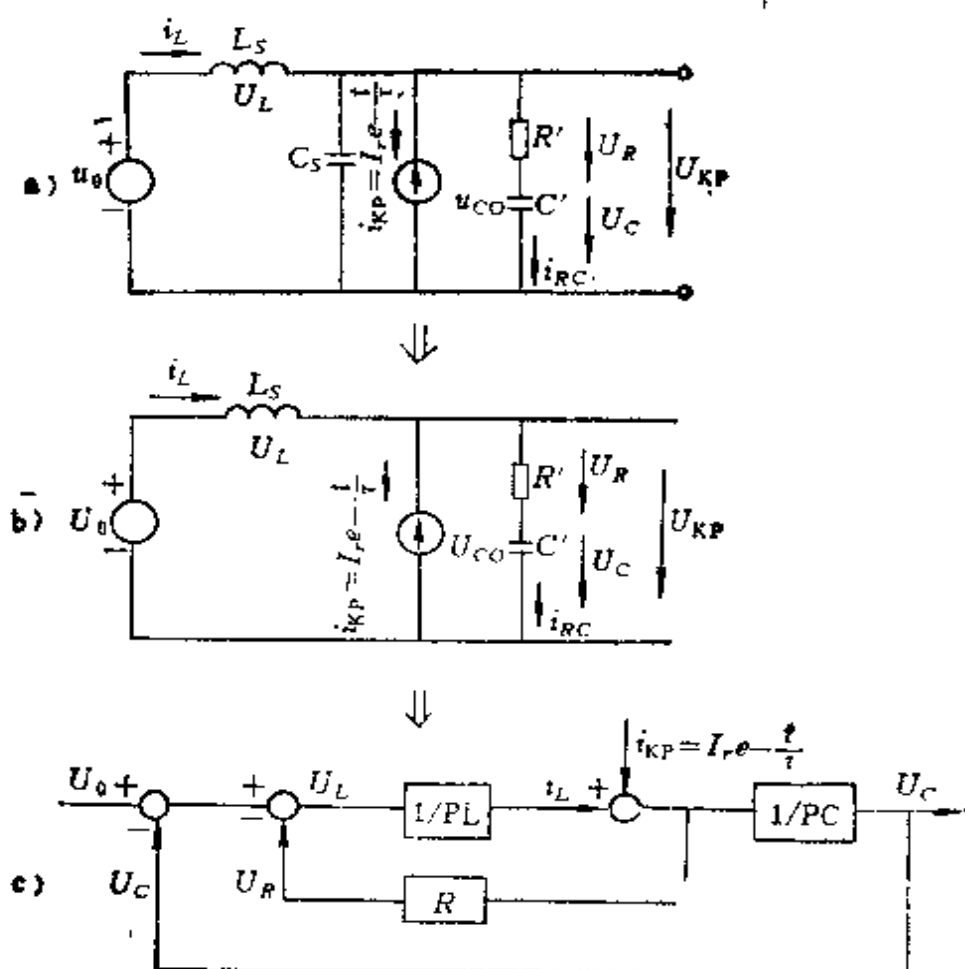 i_L
L_S
U_L
a) u_0
+
-
C_S
i_KP = I_r e - t/τ
u_CO
R'
C'
i_RC
U_R
U_C
U_KP
i_L
L_S
U_L
b) U_0
+
-
i_KP = I_r e - t/τ
U_CO
R'
C'
i_RC
U_R
U_C
U_KP
i_KP = I_r e - t/τ
U_0 + - + - U_L 1/PL i_L + 1/PC U_C
c) U_C U_R R